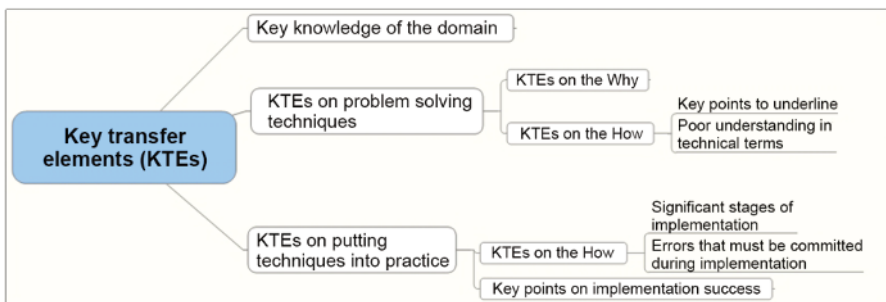 Key transfer
elements (KTEs)
Key knowledge of the domain
KTEs on problem solving
techniques
KTEs on the Why
KTEs on the How
Key points to underline
Poor understanding in
technical terms
KTEs on putting
techniques into practice
KTEs on the How
Significant stages of
implementation
Errors that must be committed
during implementation
Key points on implementation success